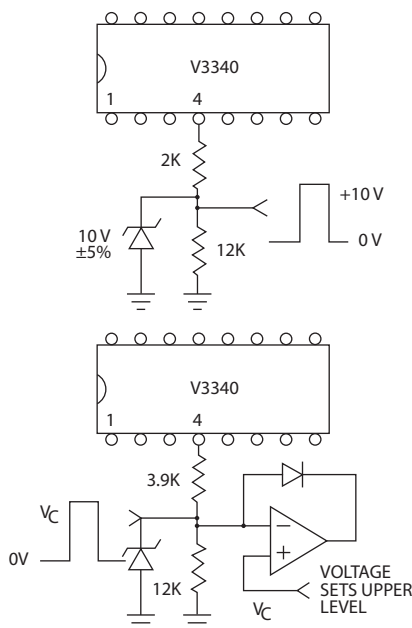 V3340
1
4
2K
+10 V
10 V
±5%
0 V
12K
V3340
1
4
3.9K
VC
0V
12K
VOLTAGE
SETS UPPER
LEVEL
VC
−
+